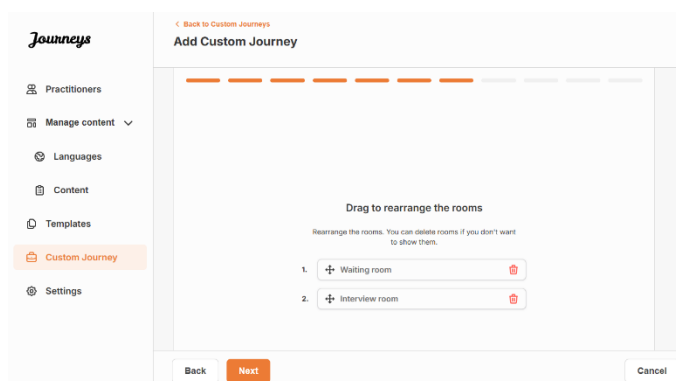 Journeys
Practitioners
Manage content
Languages
Content
Templates
Custom Journey
Settings
Back to Custom Journeys
Add Custom Journey
Drag to rearrange the rooms
Rearrange the rooms. You can delete rooms if you don't want
to show them.
1. Waiting room
2. Interview room
Back Next Cancel